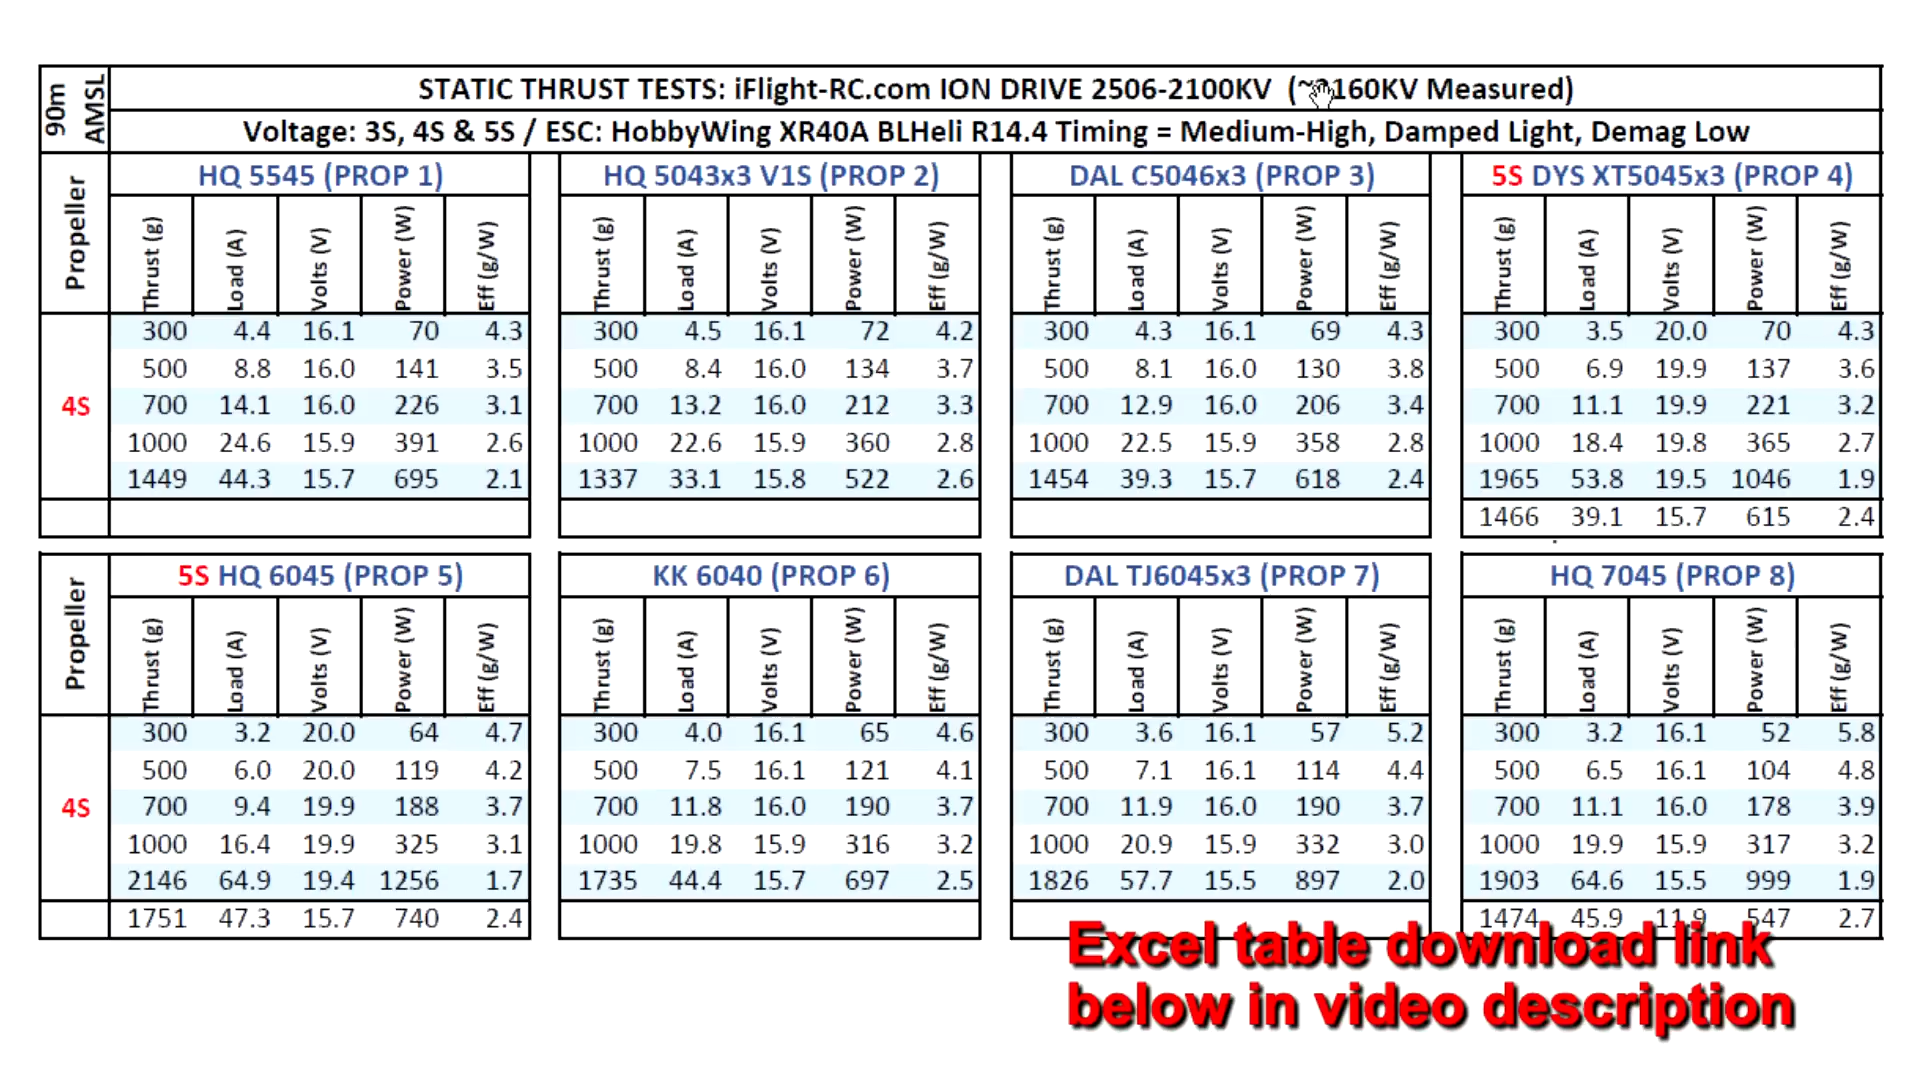 90m AMSL
STATIC THRUST TESTS: iFlight-RC.com ION DRIVE 2506-2100KV (~2160KV Measured)
Voltage: 3S, 4S & 5S / ESC: HobbyWing XR40A BLHeli R14.4 Timing = Medium-High, Damped Light, Demag Low
Propeller HQ 5545 (PROP 1) HQ 5043x3 V1S (PROP 2) DAL C5046x3 (PROP 3) 5S DYS XT5045x3 (PROP 4)
Thrust (g) Load (A) Volts (V) Power (W) Eff (g/W) Thrust (g) Load (A) Volts (V) Power (W) Eff (g/W) Thrust (g) Load (A) Volts (V) Power (W) Eff (g/W) Thrust (g) Load (A) Volts (V) Power (W) Eff (g/W)
300 4.4 16.1 70 4.3 300 4.5 16.1 72 4.2 300 4.3 16.1 69 4.3 300 3.5 20.0 70 4.3
500 8.8 16.0 141 3.5 500 8.4 16.0 134 3.7 500 8.1 16.0 130 3.8 500 6.9 19.9 137 3.6
4S 700 14.1 16.0 226 3.1 700 13.2 16.0 212 3.3 700 12.9 16.0 206 3.4 700 11.1 19.9 221 3.2
1000 24.6 15.9 391 2.6 1000 22.6 15.9 360 2.8 1000 22.5 15.9 358 2.8 1000 18.4 19.8 365 2.7
1449 44.3 15.7 695 2.1 1337 33.1 15.8 522 2.6 1454 39.3 15.7 618 2.4 1965 53.8 19.5 1046 1.9
1466 39.1 15.7 615 2.4
Propeller 5S HQ 6045 (PROP 5) KK 6040 (PROP 6) DAL TJ6045x3 (PROP 7) HQ 7045 (PROP 8)
Thrust (g) Load (A) Volts (V) Power (W) Eff (g/W) Thrust (g) Load (A) Volts (V) Power (W) Eff (g/W) Thrust (g) Load (A) Volts (V) Power (W) Eff (g/W) Thrust (g) Load (A) Volts (V) Power (W) Eff (g/W)
300 3.2 20.0 64 4.7 300 4.0 16.1 65 4.6 300 3.6 16.1 57 5.2 300 3.2 16.1 52 5.8
500 6.0 20.0 119 4.2 500 7.5 16.1 121 4.1 500 7.1 16.1 114 4.4 500 6.5 16.1 104 4.8
4S 700 9.4 19.9 188 3.7 700 11.8 16.0 190 3.7 700 11.9 16.0 190 3.7 700 11.1 16.0 178 3.9
1000 16.4 19.9 325 3.1 1000 19.8 15.9 316 3.2 1000 20.9 15.9 332 3.0 1000 19.9 15.9 317 3.2
2146 64.9 19.4 1256 1.7 1735 44.4 15.7 697 2.5 1826 57.7 15.5 897 2.0 1903 64.6 15.5 999 1.9
1751 47.3 15.7 740 2.4 1474 45.9 11.9 547 2.7
Excel table download link
below in video description